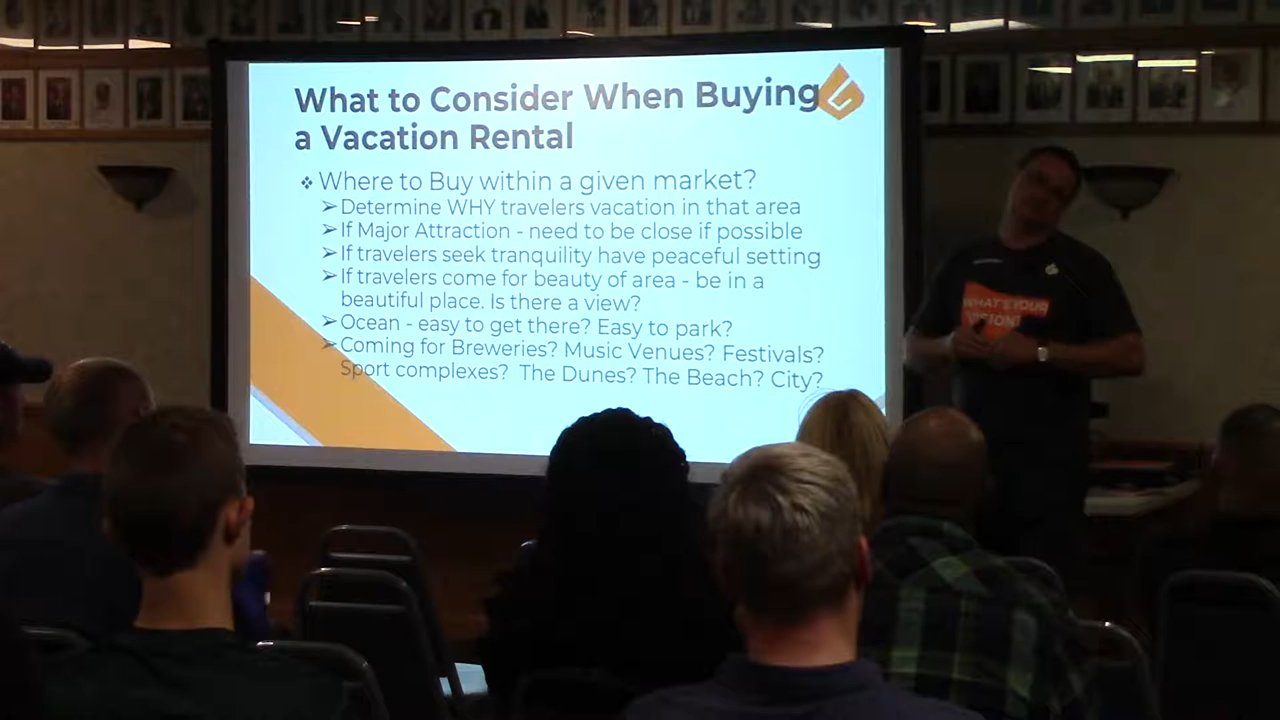 What to Consider When Buying
a Vacation Rental
❖ Where to Buy within a given market?
➢ Determine WHY travelers vacation in that area
➢ If Major Attraction - need to be close if possible
➢ If travelers seek tranquility have peaceful setting
➢ If travelers come for beauty of area - be in a
beautiful place. Is there a view?
➢ Ocean - easy to get there? Easy to park?
➢ Coming for Breweries? Music Venues? Festivals?
Sport complexes? The Dunes? The Beach? City?
WHAT'S YOUR